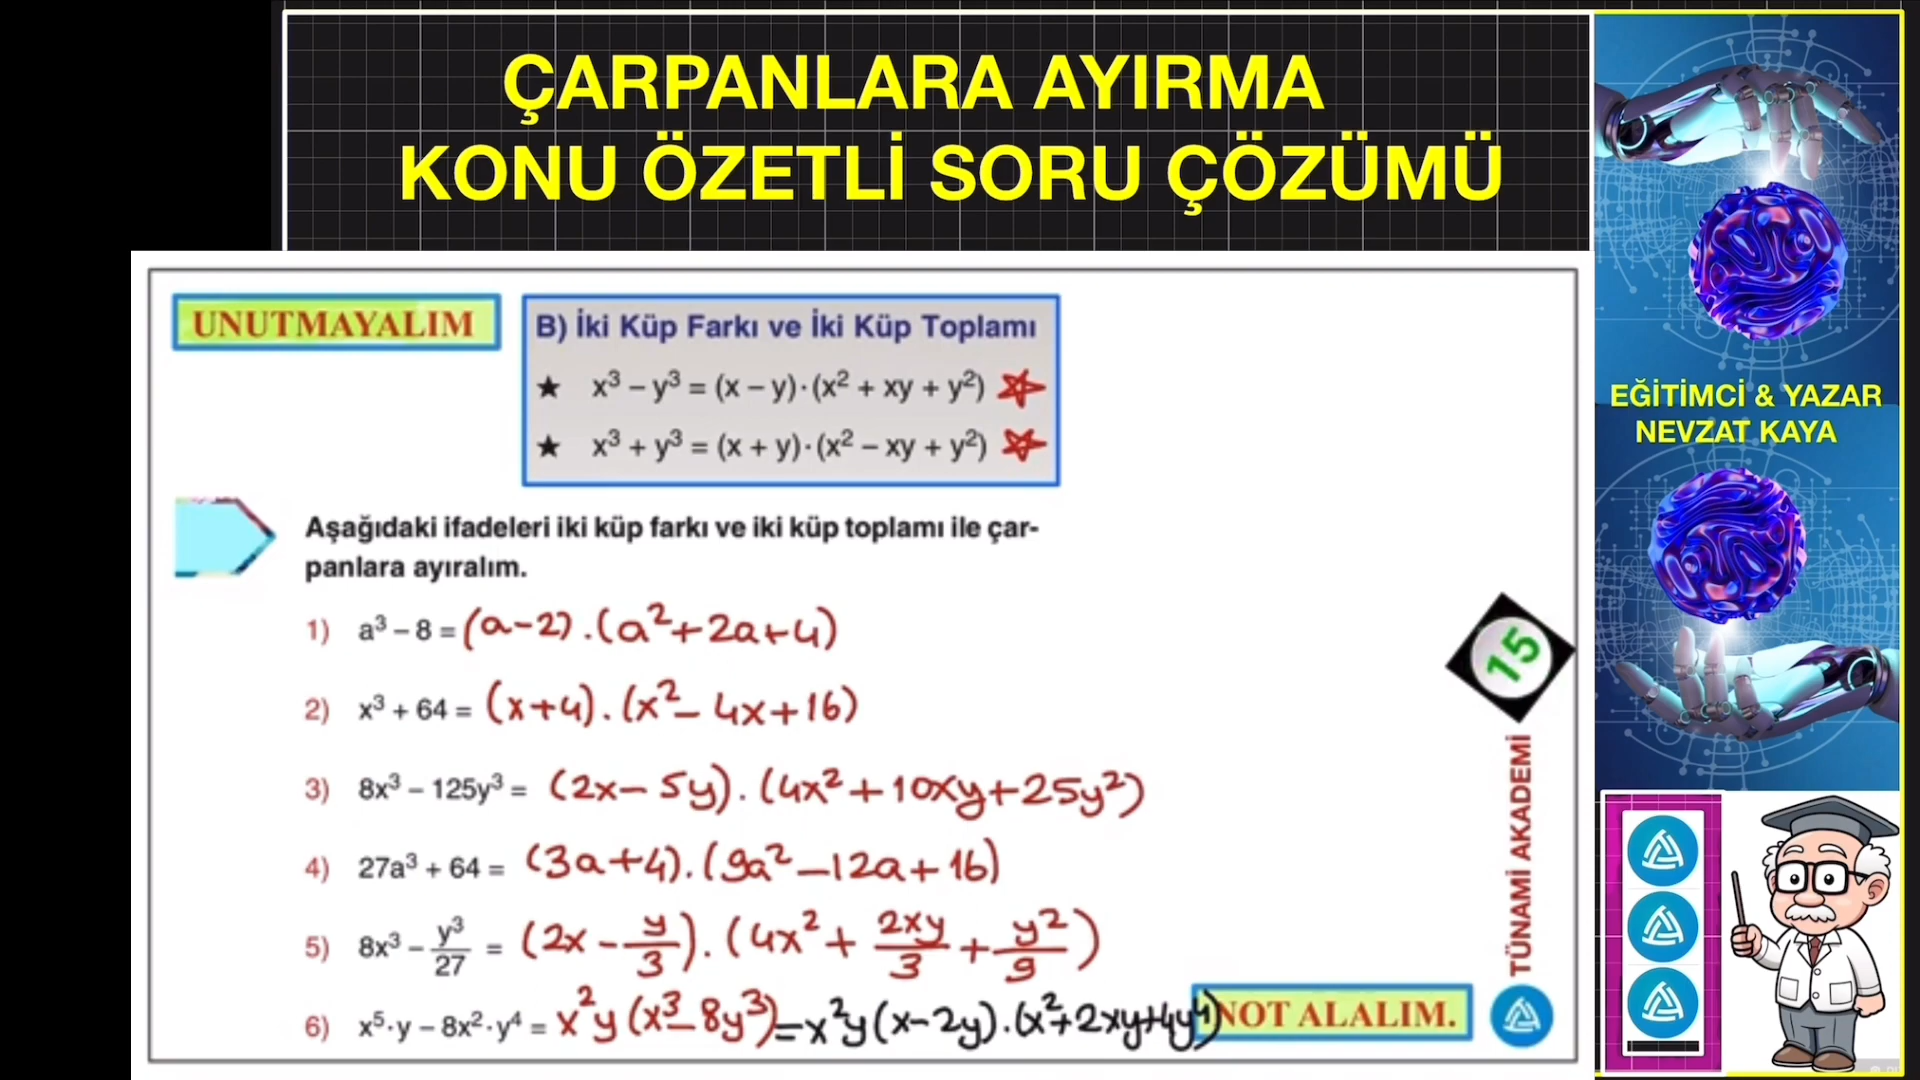 ÇARPANLARA AYIRMA
KONU ÖZETLİ SORU ÇÖZÜMÜ
UNUTMAYALIM
B) İki Küp Farkı ve İki Küp Toplamı
★ x³ – y³ = (x – y)·(x² + xy + y²)
★ x³ + y³ = (x + y)·(x² – xy + y²)
Aşağıdaki ifadeleri iki küp farkı ve iki küp toplamı ile çar-
panlara ayıralım.
1) a³ – 8 = (a-2).(a²+2a+4)
2) x³ + 64 = (x+4).(x²-4x+16)
3) 8x³ – 125y³ = (2x-5y).(4x²+10xy+25y²)
4) 27a³ + 64 = (3a+4).(9a²-12a+16)
5) 8x³ – y³/27 = (2x - y/3).(4x² + 2xy/3 + y²/9)
6) x⁵·y – 8x²·y⁴ = x²y(x³-8y³) = x²y(x-2y).(x²+2xy+4y⁴)
NOT ALALIM.
15
TÜNAMİ AKADEMİ
EĞİTİMCİ & YAZAR
NEVZAT KAYA